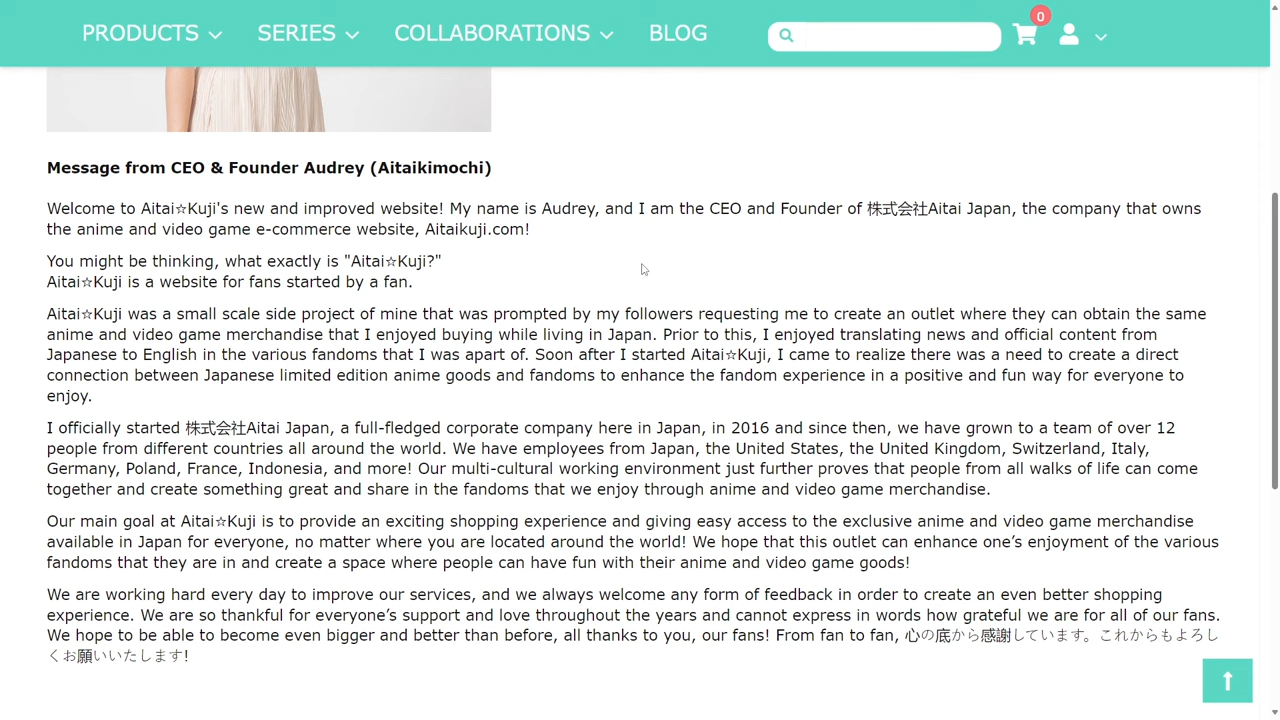 PRODUCTS SERIES COLLABORATIONS BLOG 0
Message from CEO & Founder Audrey (Aitaikimochi)
Welcome to Aitai☆Kuji's new and improved website! My name is Audrey, and I am the CEO and Founder of 株式会社Aitai Japan, the company that owns
the anime and video game e-commerce website, Aitaikuji.com!
You might be thinking, what exactly is "Aitai☆Kuji?"
Aitai☆Kuji is a website for fans started by a fan.
Aitai☆Kuji was a small scale side project of mine that was prompted by my followers requesting me to create an outlet where they can obtain the same
anime and video game merchandise that I enjoyed buying while living in Japan. Prior to this, I enjoyed translating news and official content from
Japanese to English in the various fandoms that I was apart of. Soon after I started Aitai☆Kuji, I came to realize there was a need to create a direct
connection between Japanese limited edition anime goods and fandoms to enhance the fandom experience in a positive and fun way for everyone to
enjoy.
I officially started 株式会社Aitai Japan, a full-fledged corporate company here in Japan, in 2016 and since then, we have grown to a team of over 12
people from different countries all around the world. We have employees from Japan, the United States, the United Kingdom, Switzerland, Italy,
Germany, Poland, France, Indonesia, and more! Our multi-cultural working environment just further proves that people from all walks of life can come
together and create something great and share in the fandoms that we enjoy through anime and video game merchandise.
Our main goal at Aitai☆Kuji is to provide an exciting shopping experience and giving easy access to the exclusive anime and video game merchandise
available in Japan for everyone, no matter where you are located around the world! We hope that this outlet can enhance one’s enjoyment of the various
fandoms that they are in and create a space where people can have fun with their anime and video game goods!
We are working hard every day to improve our services, and we always welcome any form of feedback in order to create an even better shopping
experience. We are so thankful for everyone’s support and love throughout the years and cannot express in words how grateful we are for all of our fans.
We hope to be able to become even bigger and better than before, all thanks to you, our fans! From fan to fan, 心の底から感謝しています。これからもよろし
くお願いいたします!